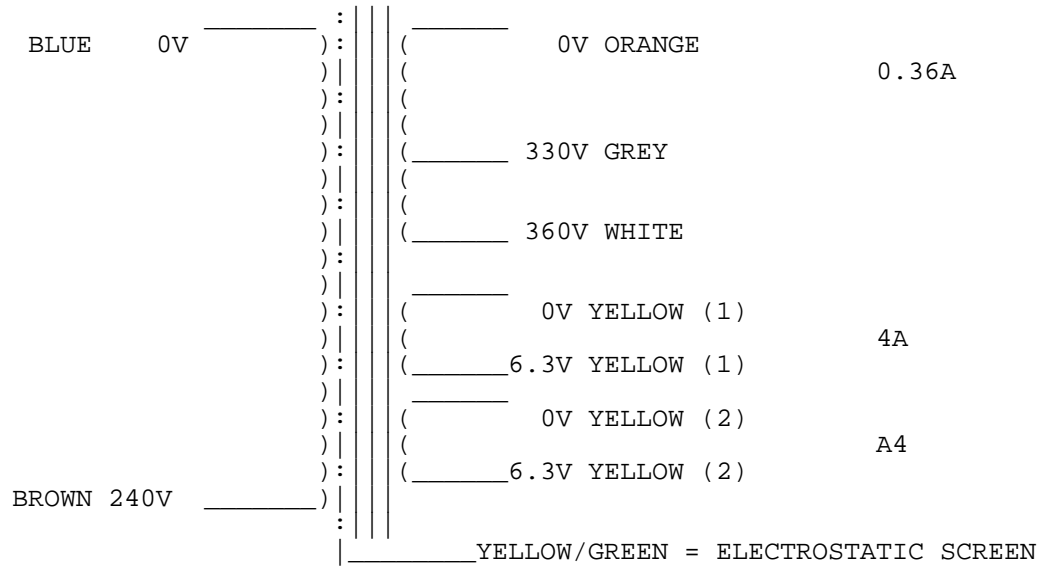 BLUE 0V 0V ORANGE
0.36A
330V GREY
360V WHITE
0V YELLOW (1)
4A
6.3V YELLOW (1)
0V YELLOW (2)
A4
6.3V YELLOW (2)
BROWN 240V
YELLOW/GREEN = ELECTROSTATIC SCREEN